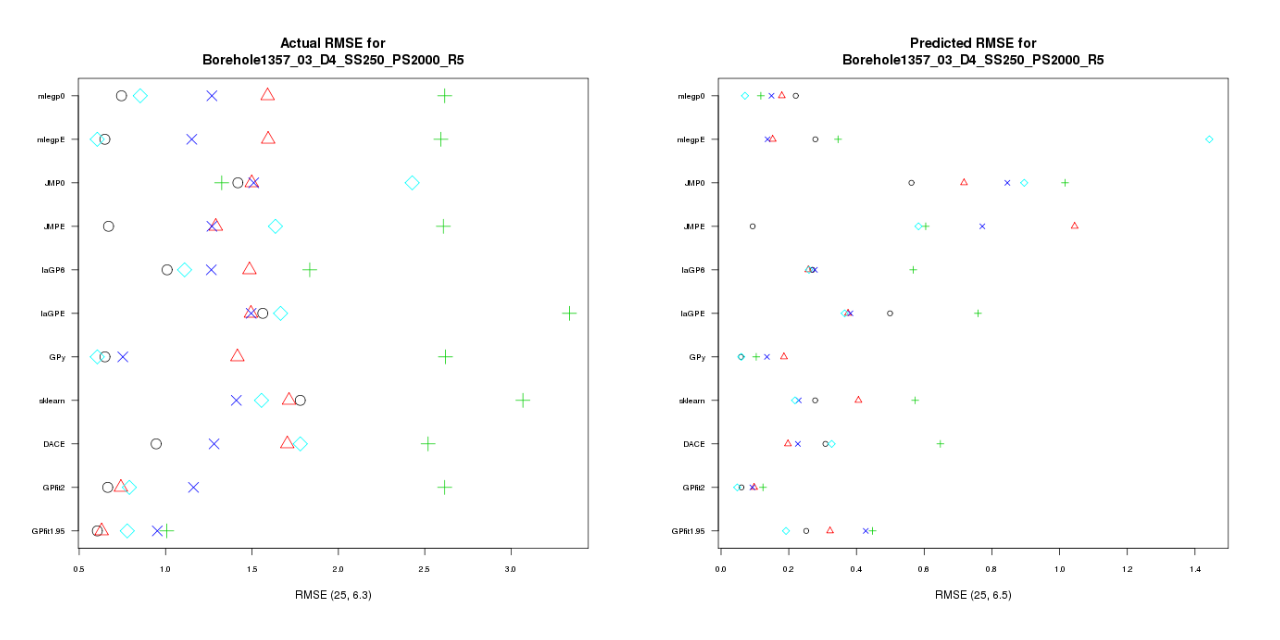 Actual RMSE for
Borehole1357_03_D4_SS250_PS2000_R5
mlegp0
mlegpE
JMP0
JMPE
laGP6
laGPE
GPy
sklearn
DACE
GPfit2
GPfit1.95
0.5 1.0 1.5 2.0 2.5 3.0
RMSE (25, 6.3)
Predicted RMSE for
Borehole1357_03_D4_SS250_PS2000_R5
mlegp0
mlegpE
JMP0
JMPE
laGP6
laGPE
GPy
sklearn
DACE
GPfit2
GPfit1.95
0.0 0.2 0.4 0.6 0.8 1.0 1.2 1.4
RMSE (25, 6.5)